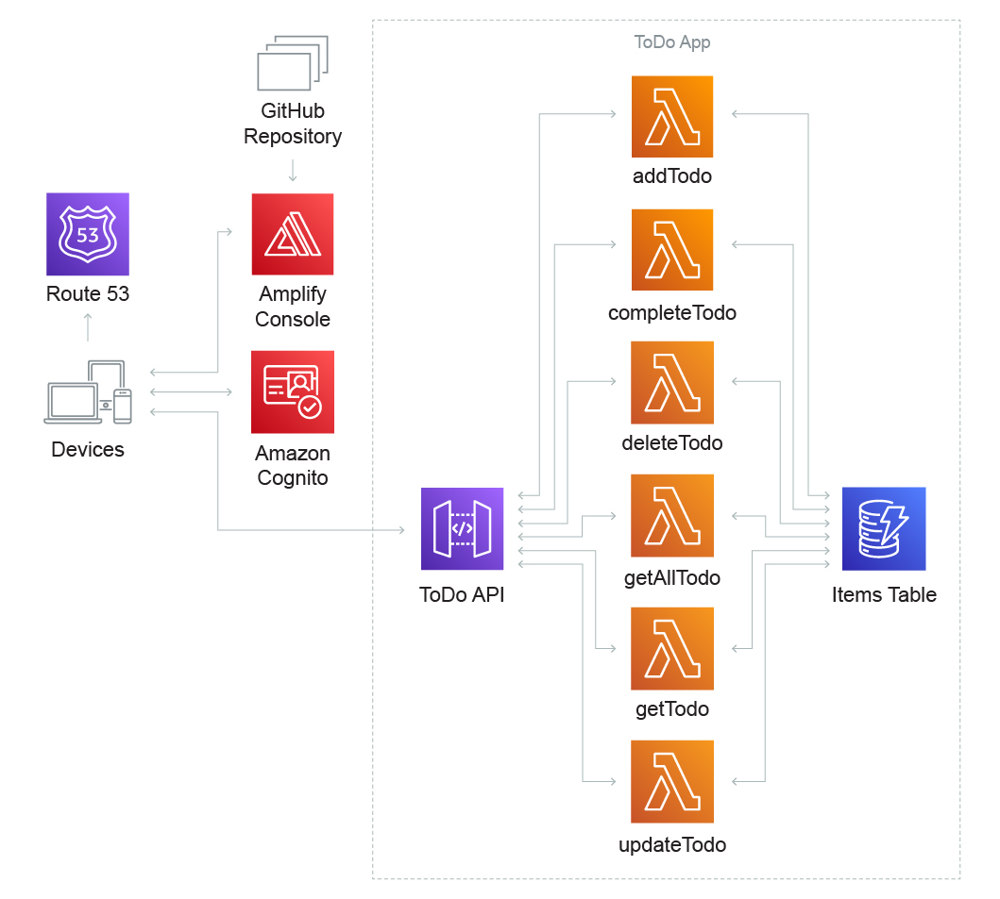 ToDo App
GitHub
Repository
addTodo
53
Route 53
Amplify
Console
completeTodo
Devices
Amazon
Cognito
deleteTodo
</>
ToDo API
getAllTodo
Items Table
getTodo
updateTodo